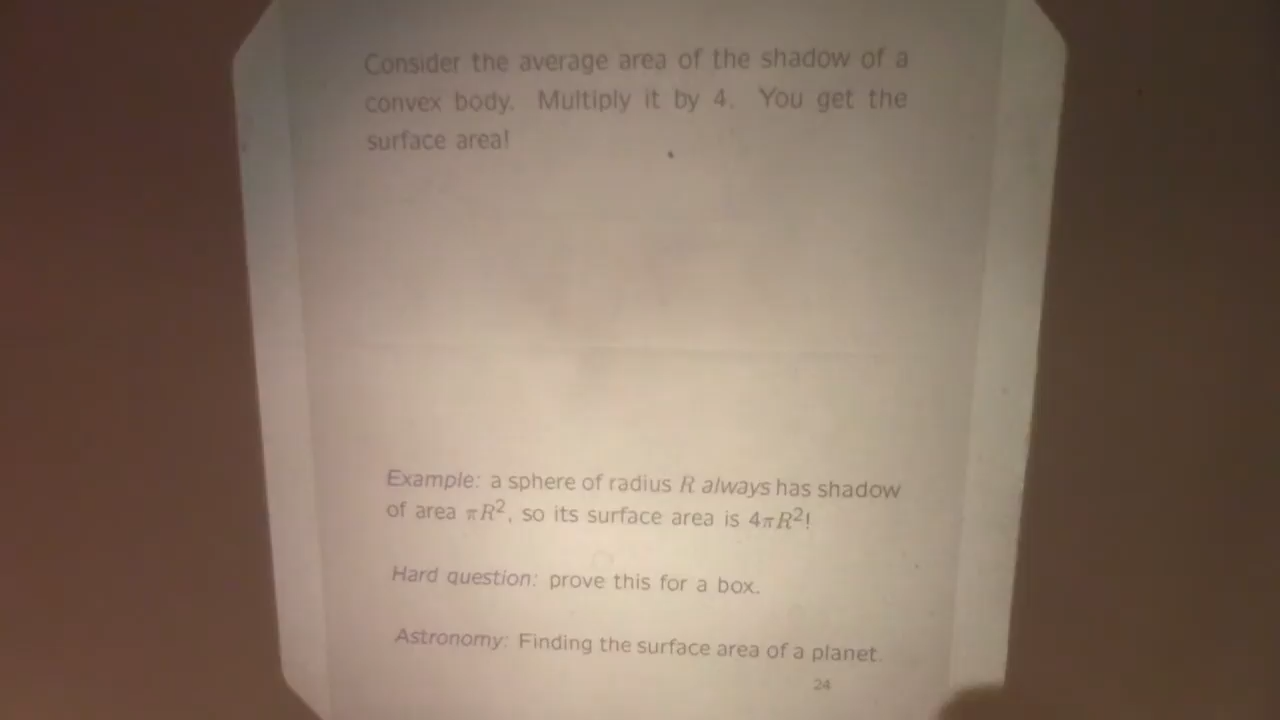 Consider the average area of the shadow of a
convex body. Multiply it by 4. You get the
surface area!
Example: a sphere of radius R always has shadow
of area πR², so its surface area is 4πR²!
Hard question: prove this for a box.
Astronomy: Finding the surface area of a planet.
24